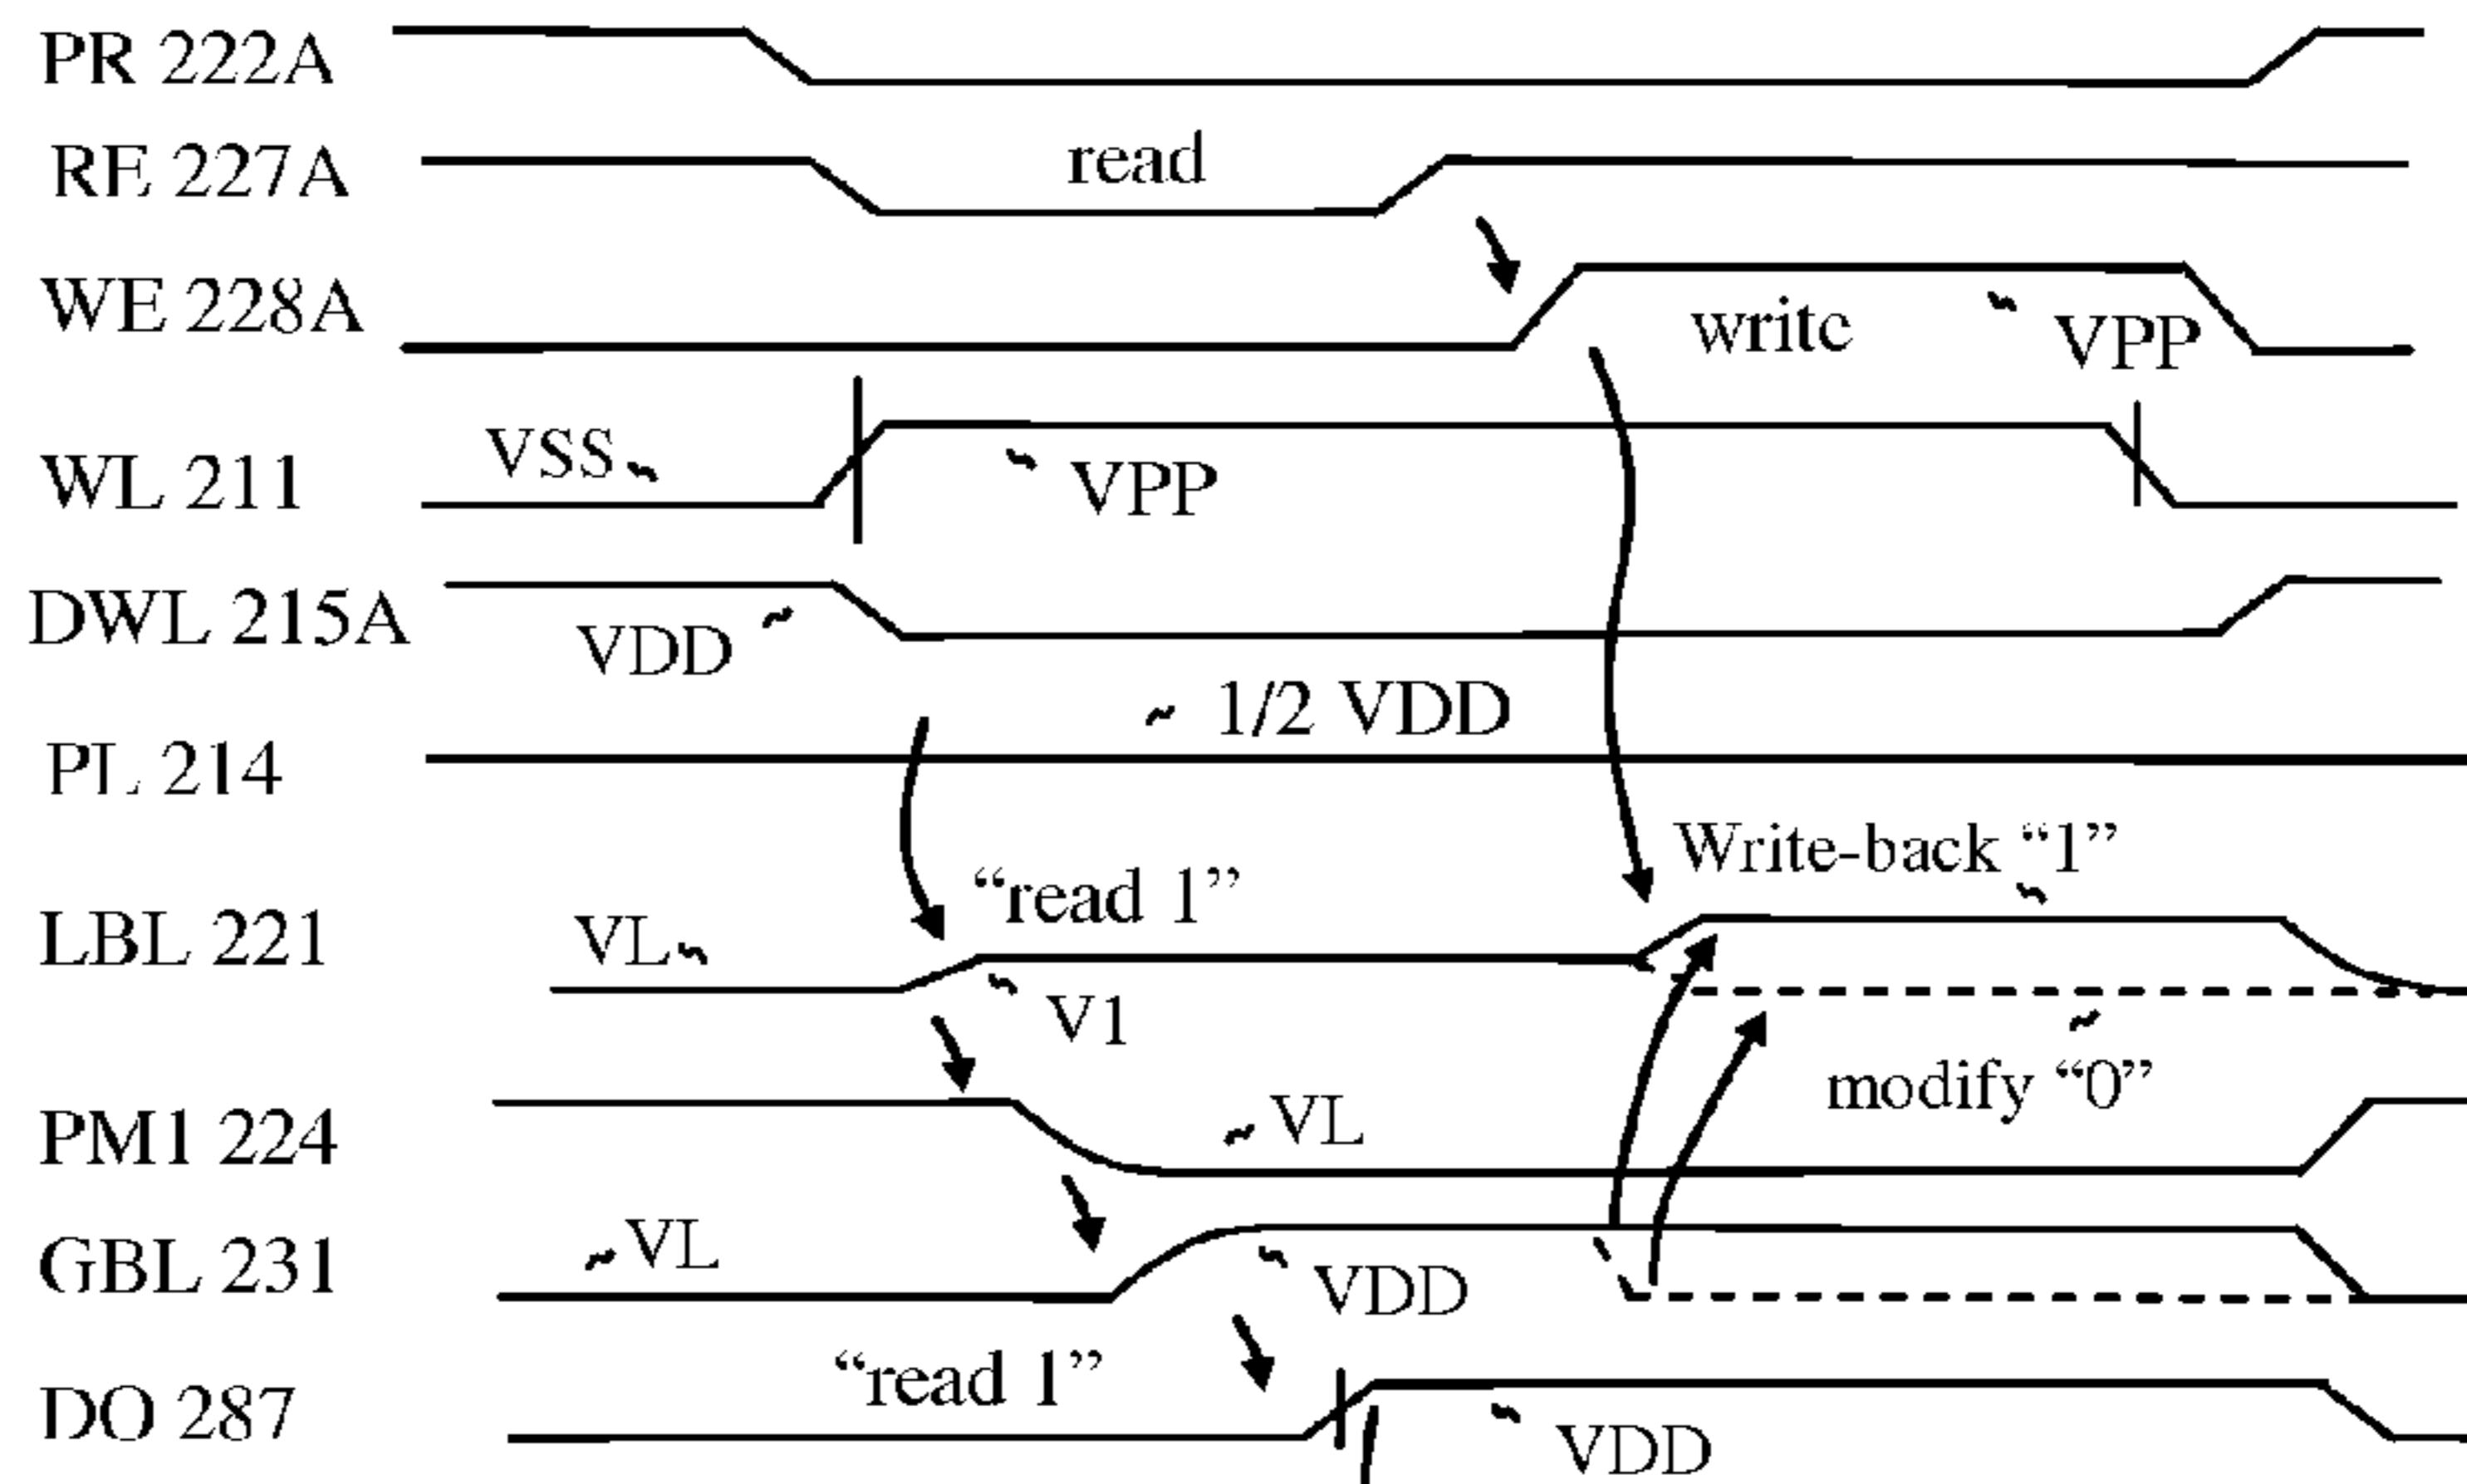 PR 222A
RE 227A read
WE 228A write VPP
WL 211 VSS VPP
DWL 215A VDD
1/2 VDD
PL 214
Write-back “1”
“read 1”
LBL 221 VL
V1
modify “0”
PM1 224 VL
GBL 231 VL
VDD
“read 1”
DO 287
VDD